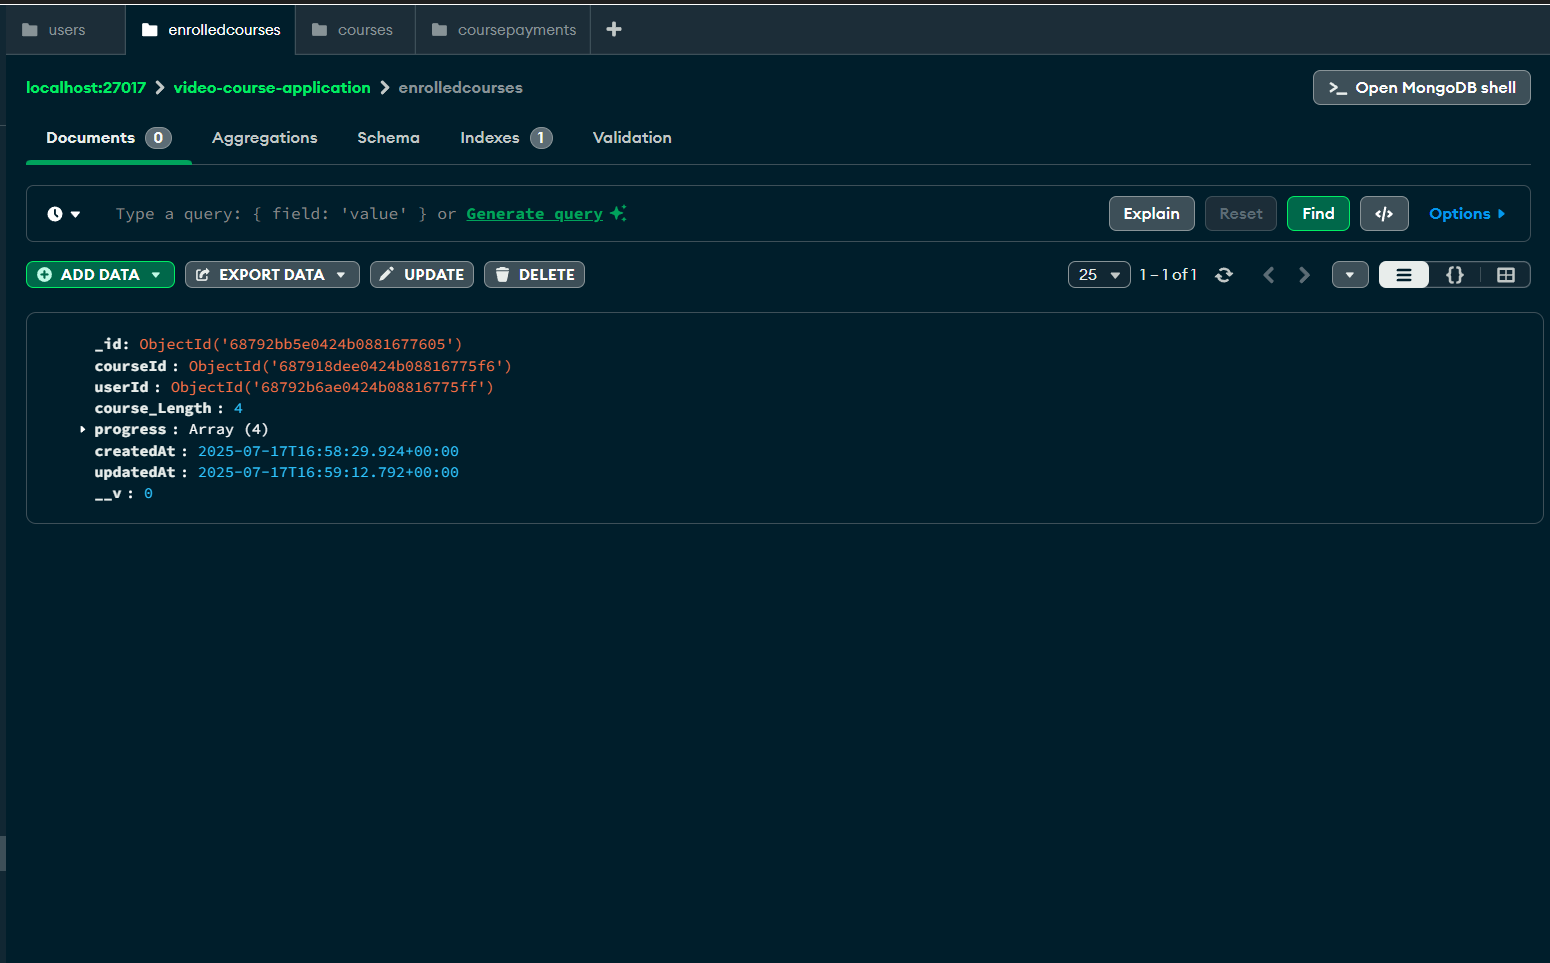 users enrolledcourses courses coursepayments +
localhost:27017 > video-course-application > enrolledcourses >_ Open MongoDB shell
Documents 0 Aggregations Schema Indexes 1 Validation
Type a query: { field: 'value' } or Generate query Explain Reset Find </> Options
ADD DATA EXPORT DATA UPDATE DELETE 25 1 – 1 of 1 {}
_id: ObjectId('68792bb5e0424b0881677605')
courseId : ObjectId('687918dee0424b08816775f6')
userId : ObjectId('68792b6ae0424b08816775ff')
course_Length : 4
progress : Array (4)
createdAt : 2025-07-17T16:58:29.924+00:00
updatedAt : 2025-07-17T16:59:12.792+00:00
__v : 0